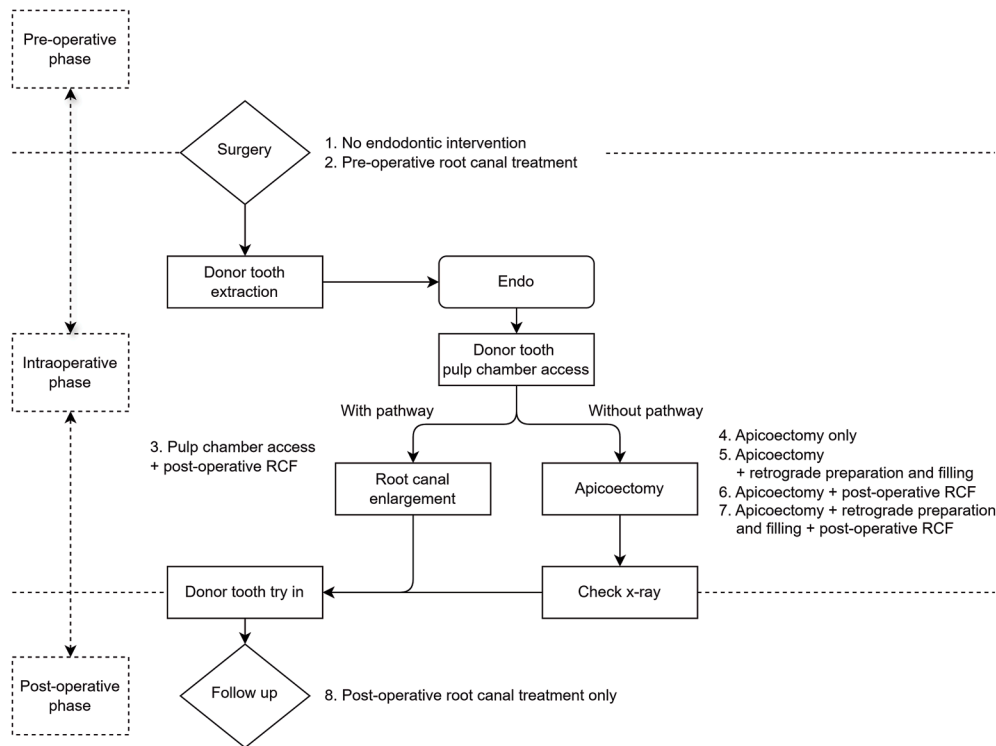 Pre-operative
phase
Surgery
1. No endodontic intervention
2. Pre-operative root canal treatment
Donor tooth
extraction
Endo
Intraoperative
phase
Donor tooth
pulp chamber access
With pathway
Without pathway
3. Pulp chamber access
+ post-operative RCF
Root canal
enlargement
Apicoectomy
4. Apicoectomy only
5. Apicoectomy
+ retrograde preparation and filling
6. Apicoectomy + post-operative RCF
7. Apicoectomy + retrograde preparation
and filling + post-operative RCF
Donor tooth try in
Check x-ray
Post-operative
phase
Follow up
8. Post-operative root canal treatment only